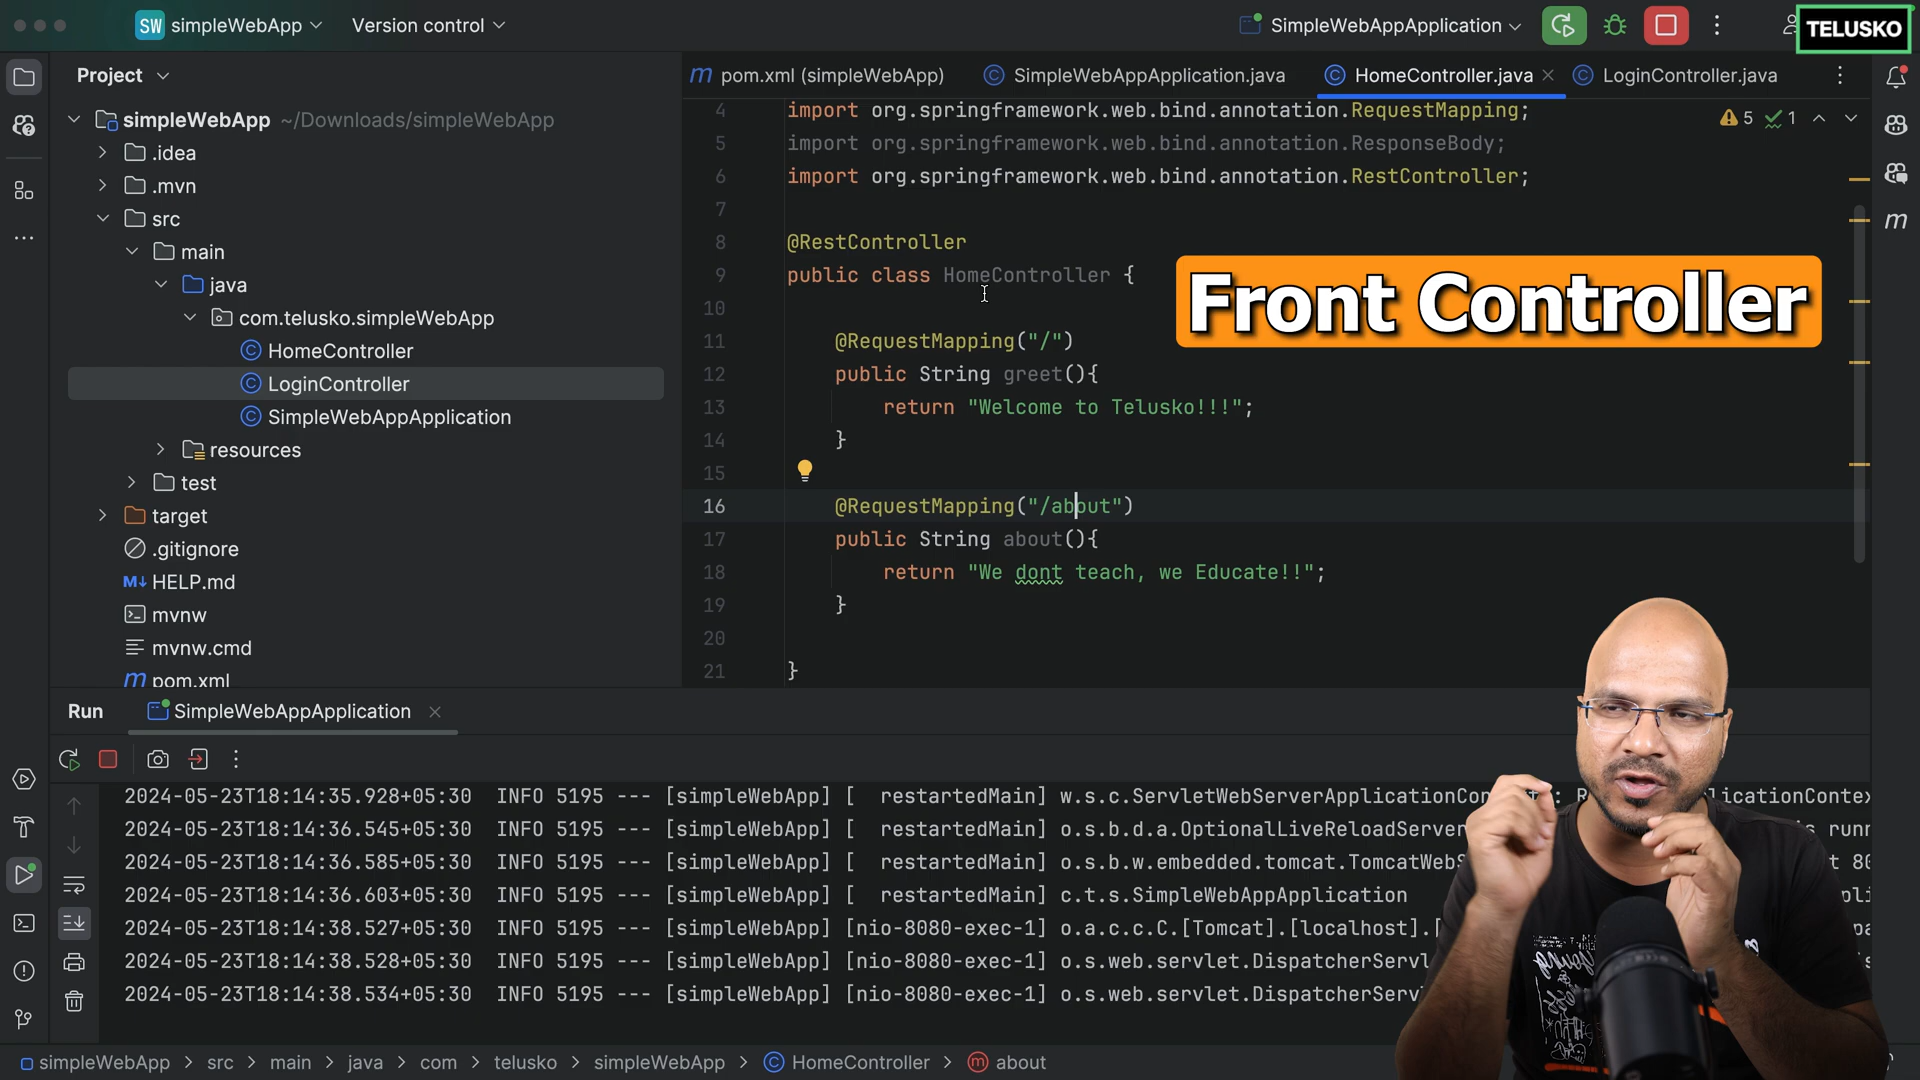 SW simpleWebApp Version control SimpleWebAppApplication TELUSKO
Project
simpleWebApp ~/Downloads/simpleWebApp
.idea
.mvn
src
main
java
com.telusko.simpleWebApp
HomeController
LoginController
SimpleWebAppApplication
resources
test
target
.gitignore
HELP.md
mvnw
mvnw.cmd
pom.xml
pom.xml (simpleWebApp) SimpleWebAppApplication.java HomeController.java LoginController.java
4 import org.springframework.web.bind.annotation.RequestMapping;
5 import org.springframework.web.bind.annotation.ResponseBody;
6 import org.springframework.web.bind.annotation.RestController;
7
8 @RestController
9 public class HomeController {
10
11 @RequestMapping("/")
12 public String greet(){
13 return "Welcome to Telusko!!!";
14 }
15
16 @RequestMapping("/about")
17 public String about(){
18 return "We dont teach, we Educate!!";
19 }
20
21 }
5 1
Front Controller
Run SimpleWebAppApplication
2024-05-23T18:14:35.928+05:30 INFO 5195 --- [simpleWebApp] [ restartedMain] w.s.c.ServletWebServerApplicationCon
2024-05-23T18:14:36.545+05:30 INFO 5195 --- [simpleWebApp] [ restartedMain] o.s.b.d.a.OptionalLiveReloadServer
2024-05-23T18:14:36.585+05:30 INFO 5195 --- [simpleWebApp] [ restartedMain] o.s.b.w.embedded.tomcat.TomcatWebS
2024-05-23T18:14:36.603+05:30 INFO 5195 --- [simpleWebApp] [ restartedMain] c.t.s.SimpleWebAppApplication
2024-05-23T18:14:38.527+05:30 INFO 5195 --- [simpleWebApp] [nio-8080-exec-1] o.a.c.c.C.[Tomcat].[localhost].[
2024-05-23T18:14:38.528+05:30 INFO 5195 --- [simpleWebApp] [nio-8080-exec-1] o.s.web.servlet.DispatcherServl
2024-05-23T18:14:38.534+05:30 INFO 5195 --- [simpleWebApp] [nio-8080-exec-1] o.s.web.servlet.DispatcherServ
simpleWebApp > src > main > java > com > telusko > simpleWebApp > HomeController > about